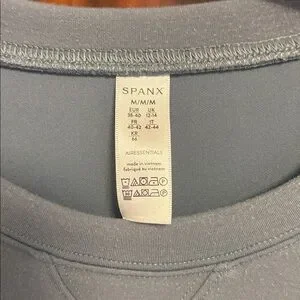 SPANX
M/M/M
EUR UK
38-40 12-14
FR IT
40-42 42-44
KR
66
AIRESSENTIALS
made in vietnam
fabriqué au vietnam